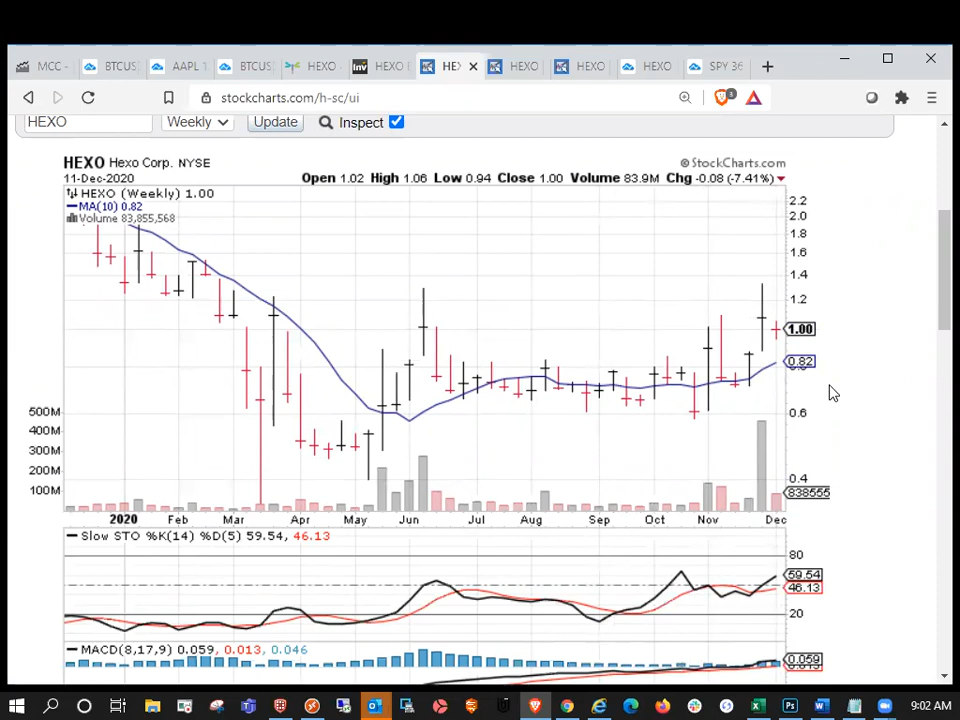 MCC -
BTCUS
AAPL 1
BTCUS
HEXO
HEXO I
HE
HEXO
HEXO
HEXO
SPY 36
stockcharts.com/h-sc/ui
3
HEXO
Weekly
Update
Inspect
HEXO Hexo Corp. NYSE
© StockCharts.com
11-Dec-2020
Open 1.02 High 1.06 Low 0.94 Close 1.00 Volume 83.9M Chg -0.08 (-7.41%)
HEXO (Weekly) 1.00
MA(10) 0.82
Volume 83,855,568
2.2
2.0
1.8
1.6
1.4
1.2
1.00
0.82
0.6
0.4
500M
400M
300M
200M
100M
838555
2020 Feb Mar Apr May Jun Jul Aug Sep Oct Nov Dec
Slow STO %K(14) %D(5) 59.54, 46.13
80
59.54
46.13
20
MACD(8,17,9) 0.059, 0.013, 0.046
0.059
9:02 AM